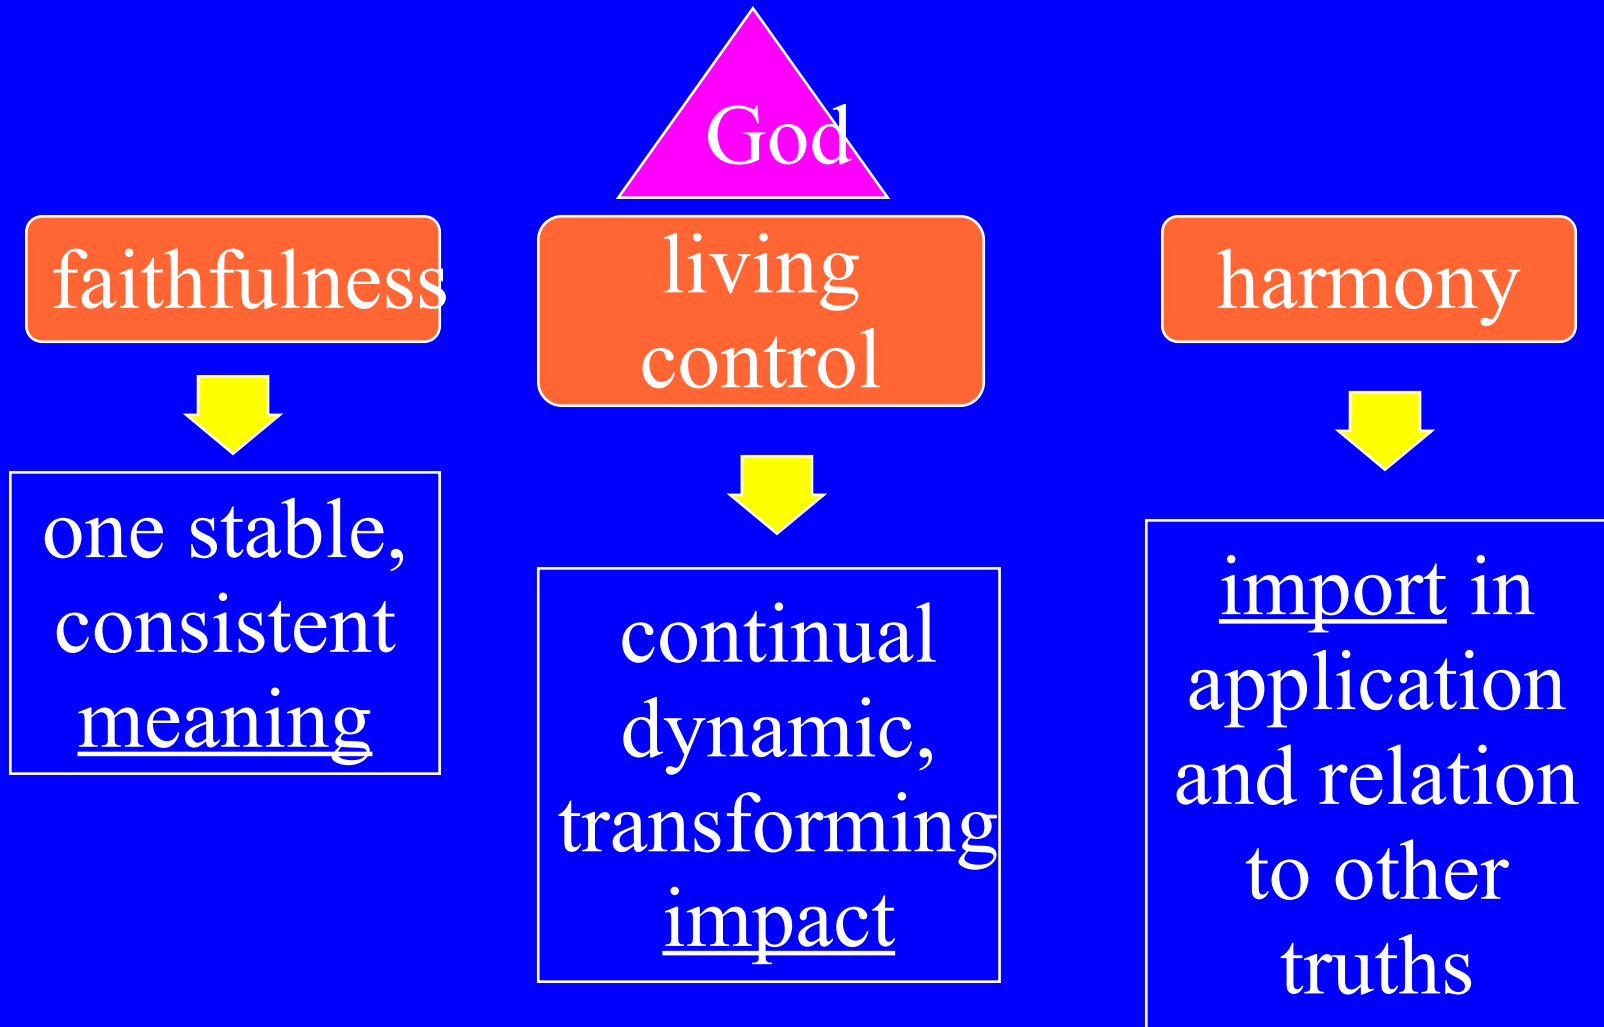 God
faithfulness
one stable,
consistent
meaning
living
control
continual
dynamic,
transforming
impact
harmony
import in
application
and relation
to other
truths